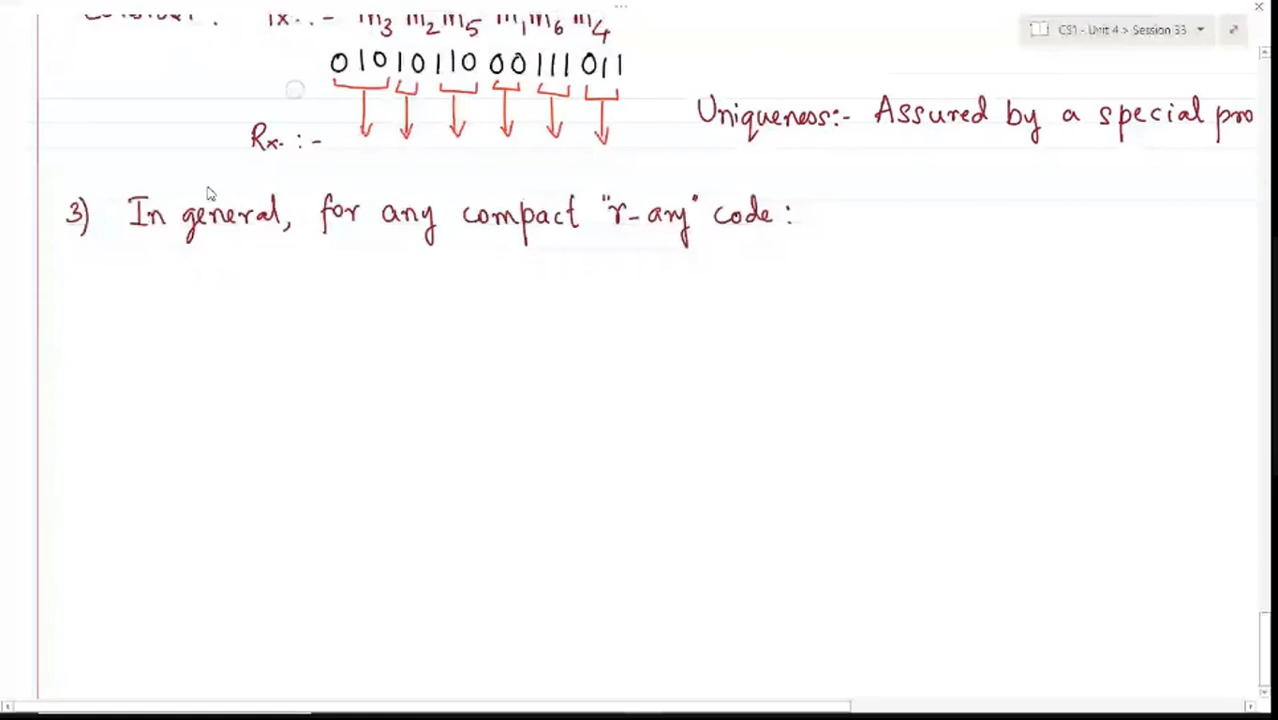 CS1 - Unit 4 > Session 33
Tx. :- m3 m2 m5 m1 m6 m4
0 1 0 1 0 1 1 0 0 0 1 1 1 0 1 1
Uniqueness:- Assured by a special pro
Rx. :-
3) In general, for any compact "r-ary" code :